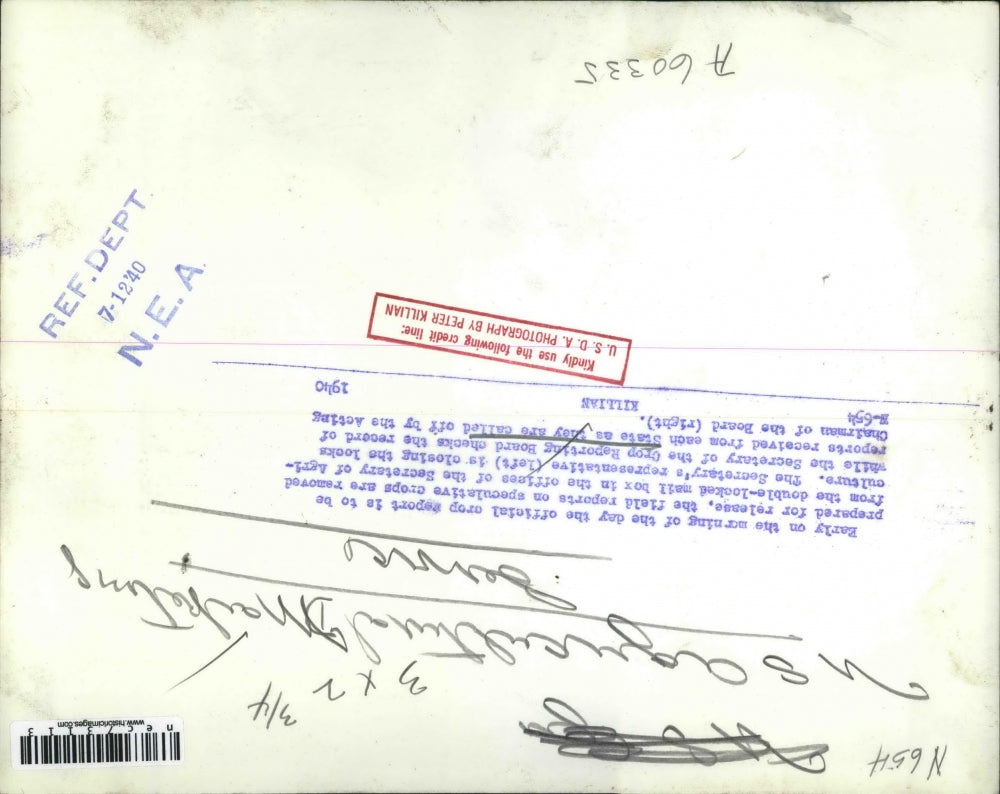 N654
3 x 2 3/4
U S Agricultural Marketing
Service
Early on the morning of the day the official crop report is to be
prepared for release, the field reports on speculative crops are removed
from the double-locked mail box in the offices of the Secretary of Agri-
culture. The Secretary's representative (left) is closing the locks
while the Secretary of the Crop Reporting Board checks the record of
reports received from each State as they are called off by the Acting
Chairman of the Board (right).
N-654 KILLIAN 1940
Kindly use the following credit line:
U. S. D. A. PHOTOGRAPH BY PETER KILLIAN
REF. DEPT.
7-12'40
N. E. A.
A60335
www.historicimages.com